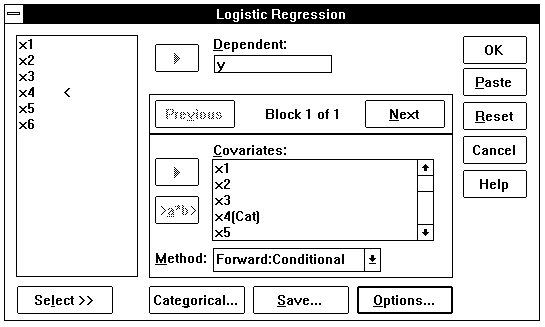 Logistic Regression
x1
x2
x3
x4 <
x5
x6
Dependent:
y
Previous
Block 1 of 1
Next
Covariates:
x1
x2
x3
x4(Cat)
x5
>a*b>
Method:
Forward:Conditional
OK
Paste
Reset
Cancel
Help
Select >>
Categorical...
Save...
Options...